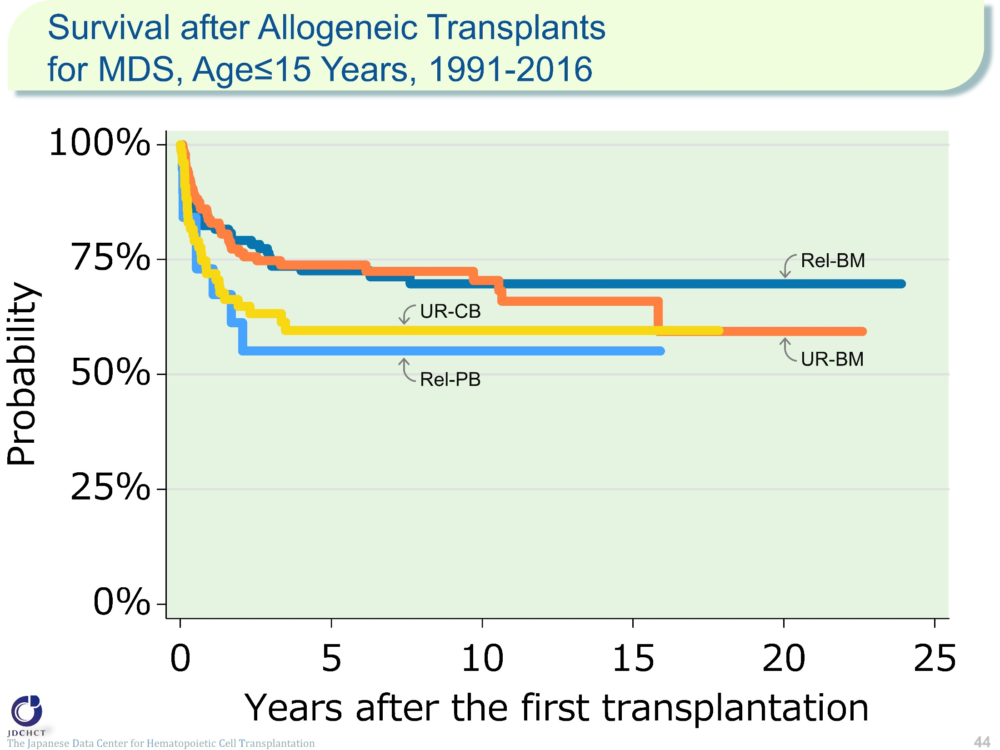 Survival after Allogeneic Transplants
for MDS, Age≤15 Years, 1991-2016
100%
75%
50%
25%
0%
Probability
Rel-BM
UR-CB
UR-BM
Rel-PB
0 5 10 15 20 25
Years after the first transplantation
JDCHCT
The Japanese Data Center for Hematopoietic Cell Transplantation
44